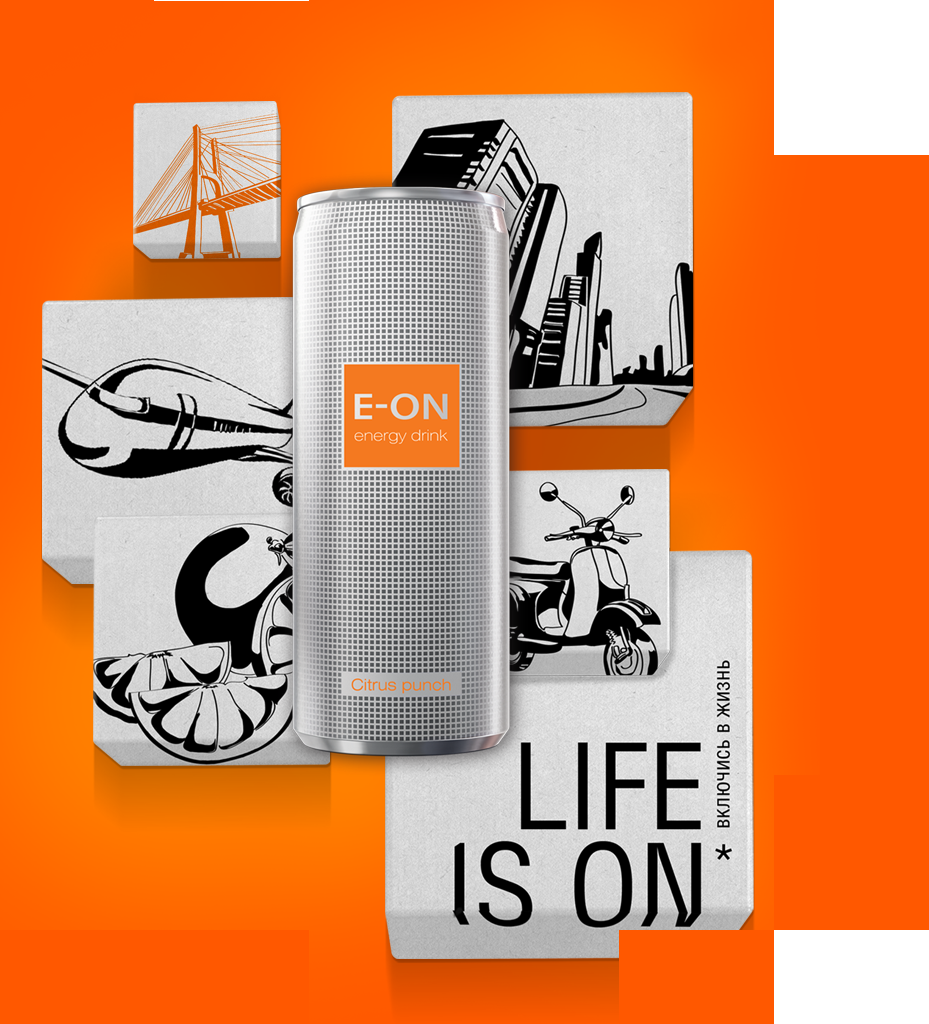 E-ON
energy drink
Citrus punch
LIFE
IS ON*
ВКЛЮЧИСЬ В ЖИЗНЬ